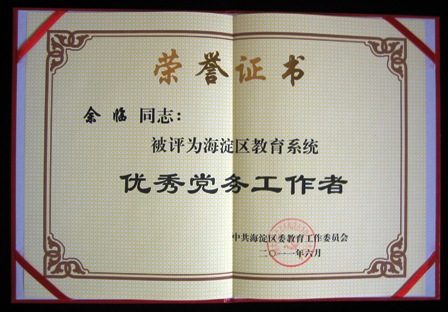 荣誉证书
余临 同志：
被评为海淀区教育系统
优秀党务工作者
中共海淀区委教育工作委员会
二〇一一年六月